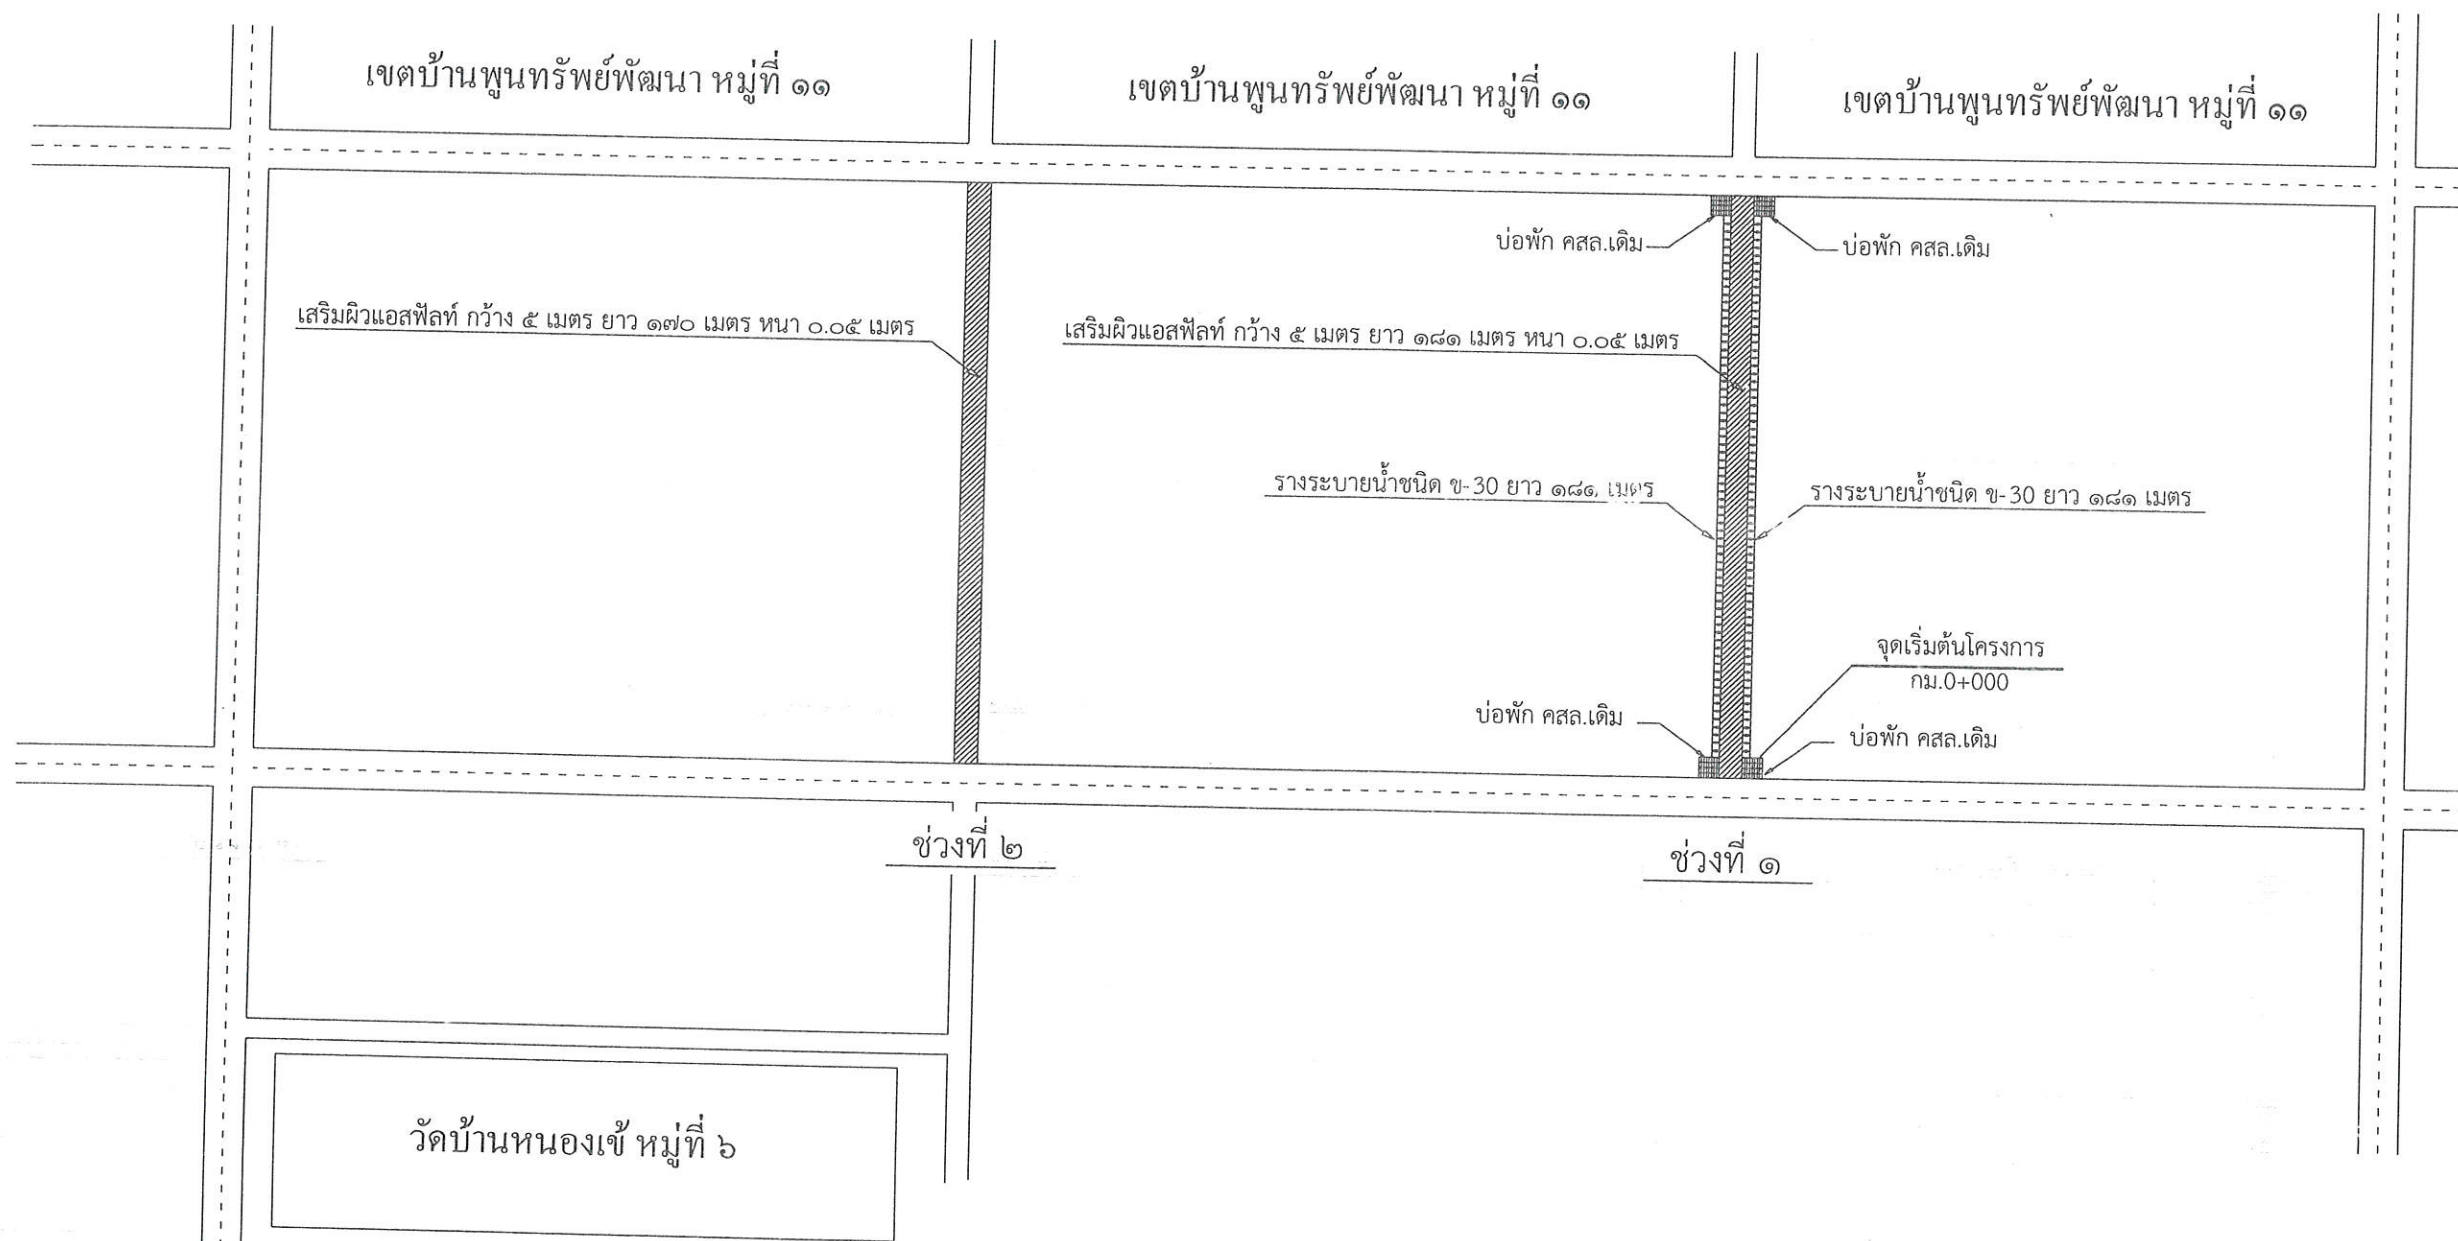 เขตบ้านพูนทรัพย์พัฒนา หมู่ที่ ๑๑
เขตบ้านพูนทรัพย์พัฒนา หมู่ที่ ๑๑
เขตบ้านพูนทรัพย์พัฒนา หมู่ที่ ๑๑
บ่อพัก คสล.เดิม
บ่อพัก คสล.เดิม
เสริมผิวแอสฟัลท์ กว้าง ๕ เมตร ยาว ๑๗๐ เมตร หนา ๐.๐๕ เมตร
เสริมผิวแอสฟัลท์ กว้าง ๕ เมตร ยาว ๑๘๑ เมตร หนา ๐.๐๕ เมตร
รางระบายน้ำชนิด ข-30 ยาว ๑๘๑ เมตร
รางระบายน้ำชนิด ข-30 ยาว ๑๘๑ เมตร
จุดเริ่มต้นโครงการ
กม.0+000
บ่อพัก คสล.เดิม
บ่อพัก คสล.เดิม
ช่วงที่ ๒
ช่วงที่ ๑
วัดบ้านหนองเข้ หมู่ที่ ๖